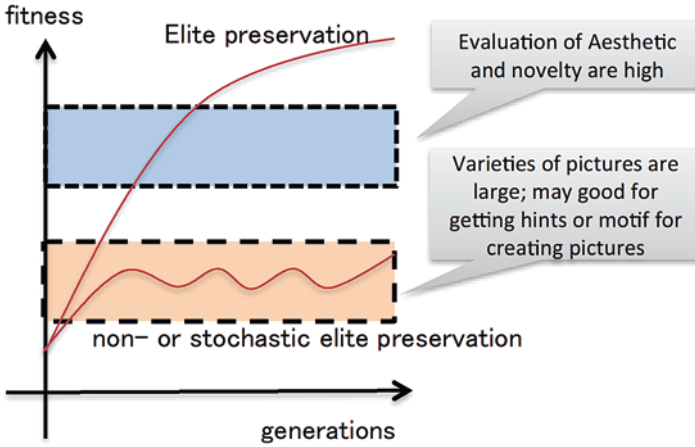 fitness
Elite preservation
Evaluation of Aesthetic
and novelty are high
Varieties of pictures are
large; may good for
getting hints or motif for
creating pictures
non- or stochastic elite preservation
generations